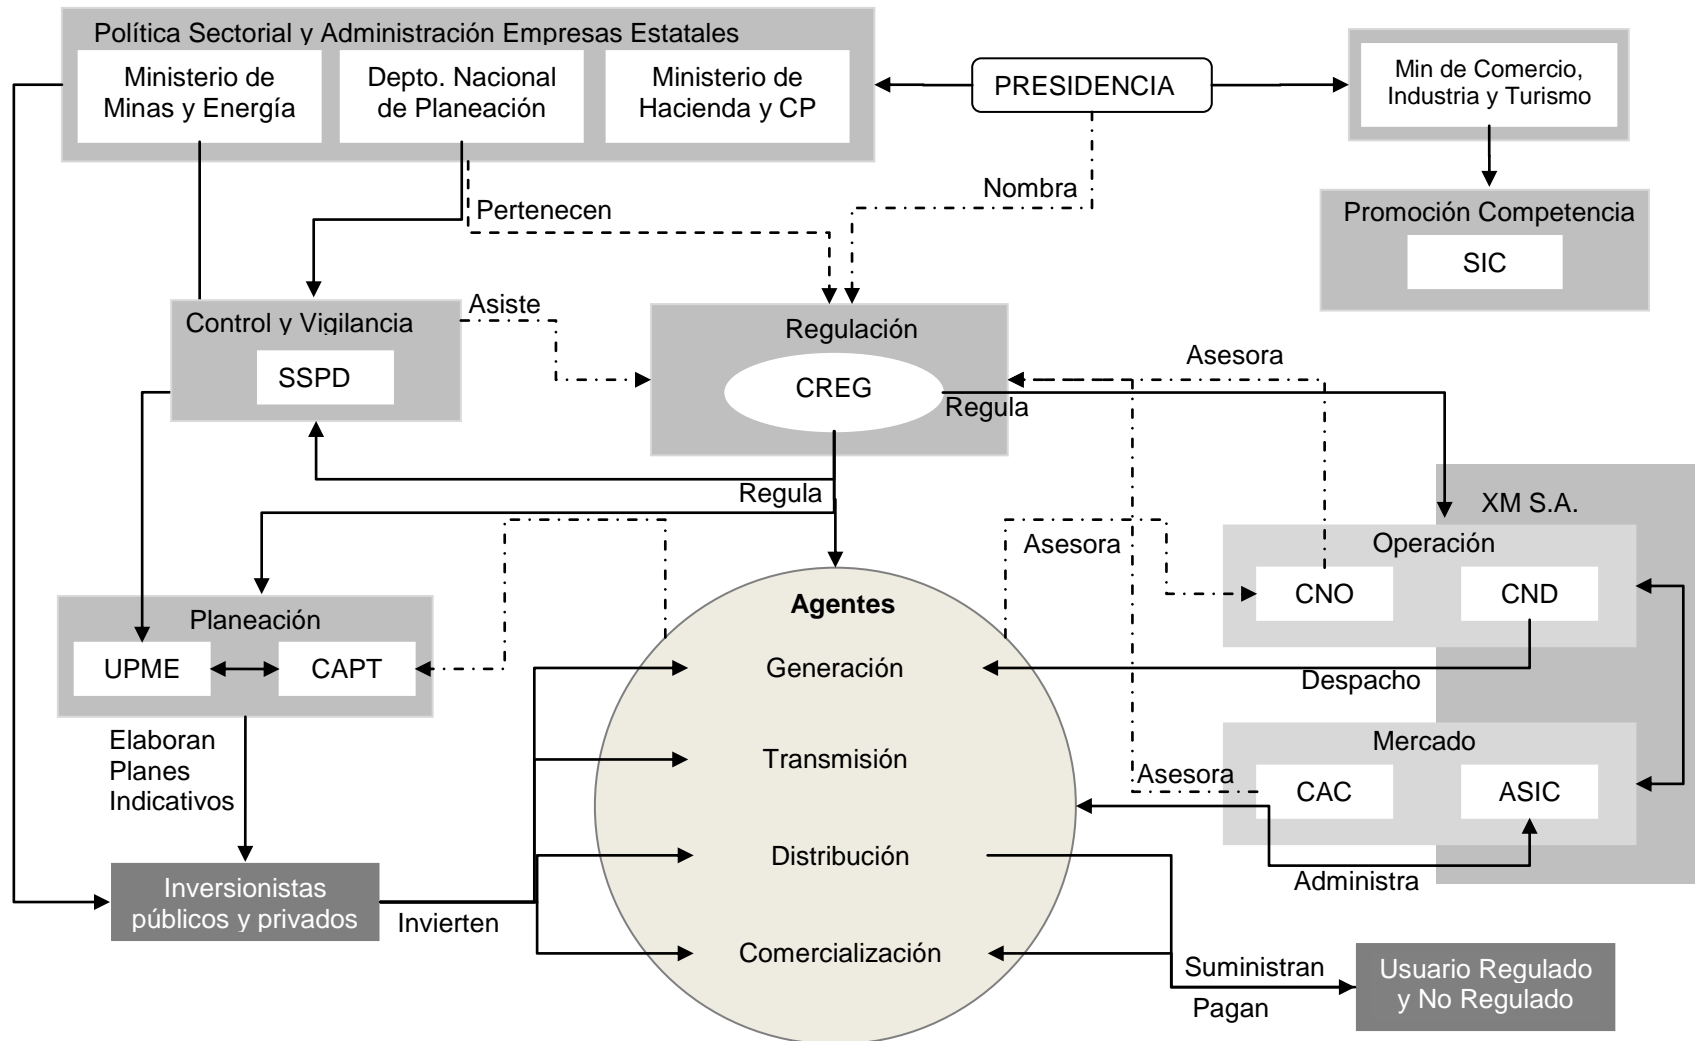 Política Sectorial y Administración Empresas Estatales
Ministerio de
Minas y Energía
Depto. Nacional
de Planeación
Ministerio de
Hacienda y CP
PRESIDENCIA
Min de Comercio,
Industria y Turismo
Nombra
Pertenecen
Promoción Competencia
SIC
Asiste
Control y Vigilancia
SSPD
Regulación
CREG
Asesora
Regula
Regula
XM S.A.
Asesora
Operación
CNO
CND
Planeación
UPME
CAPT
Agentes
Generación
Despacho
Elaboran
Planes
Indicativos
Transmisión
Mercado
Asesora
CAC
ASIC
Distribución
Administra
Inversionistas
públicos y privados
Invierten
Comercialización
Suministran
Pagan
Usuario Regulado
y No Regulado